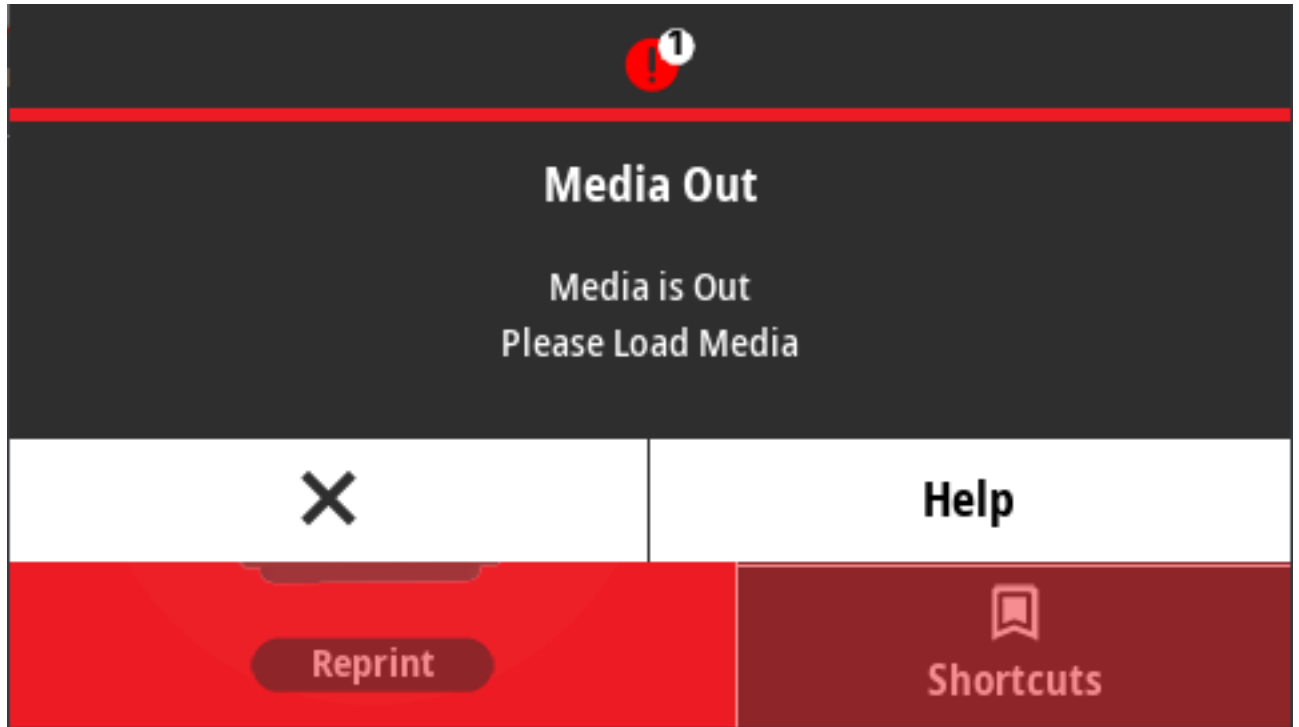 1
Media Out
Media is Out
Please Load Media
Help
Reprint
Shortcuts